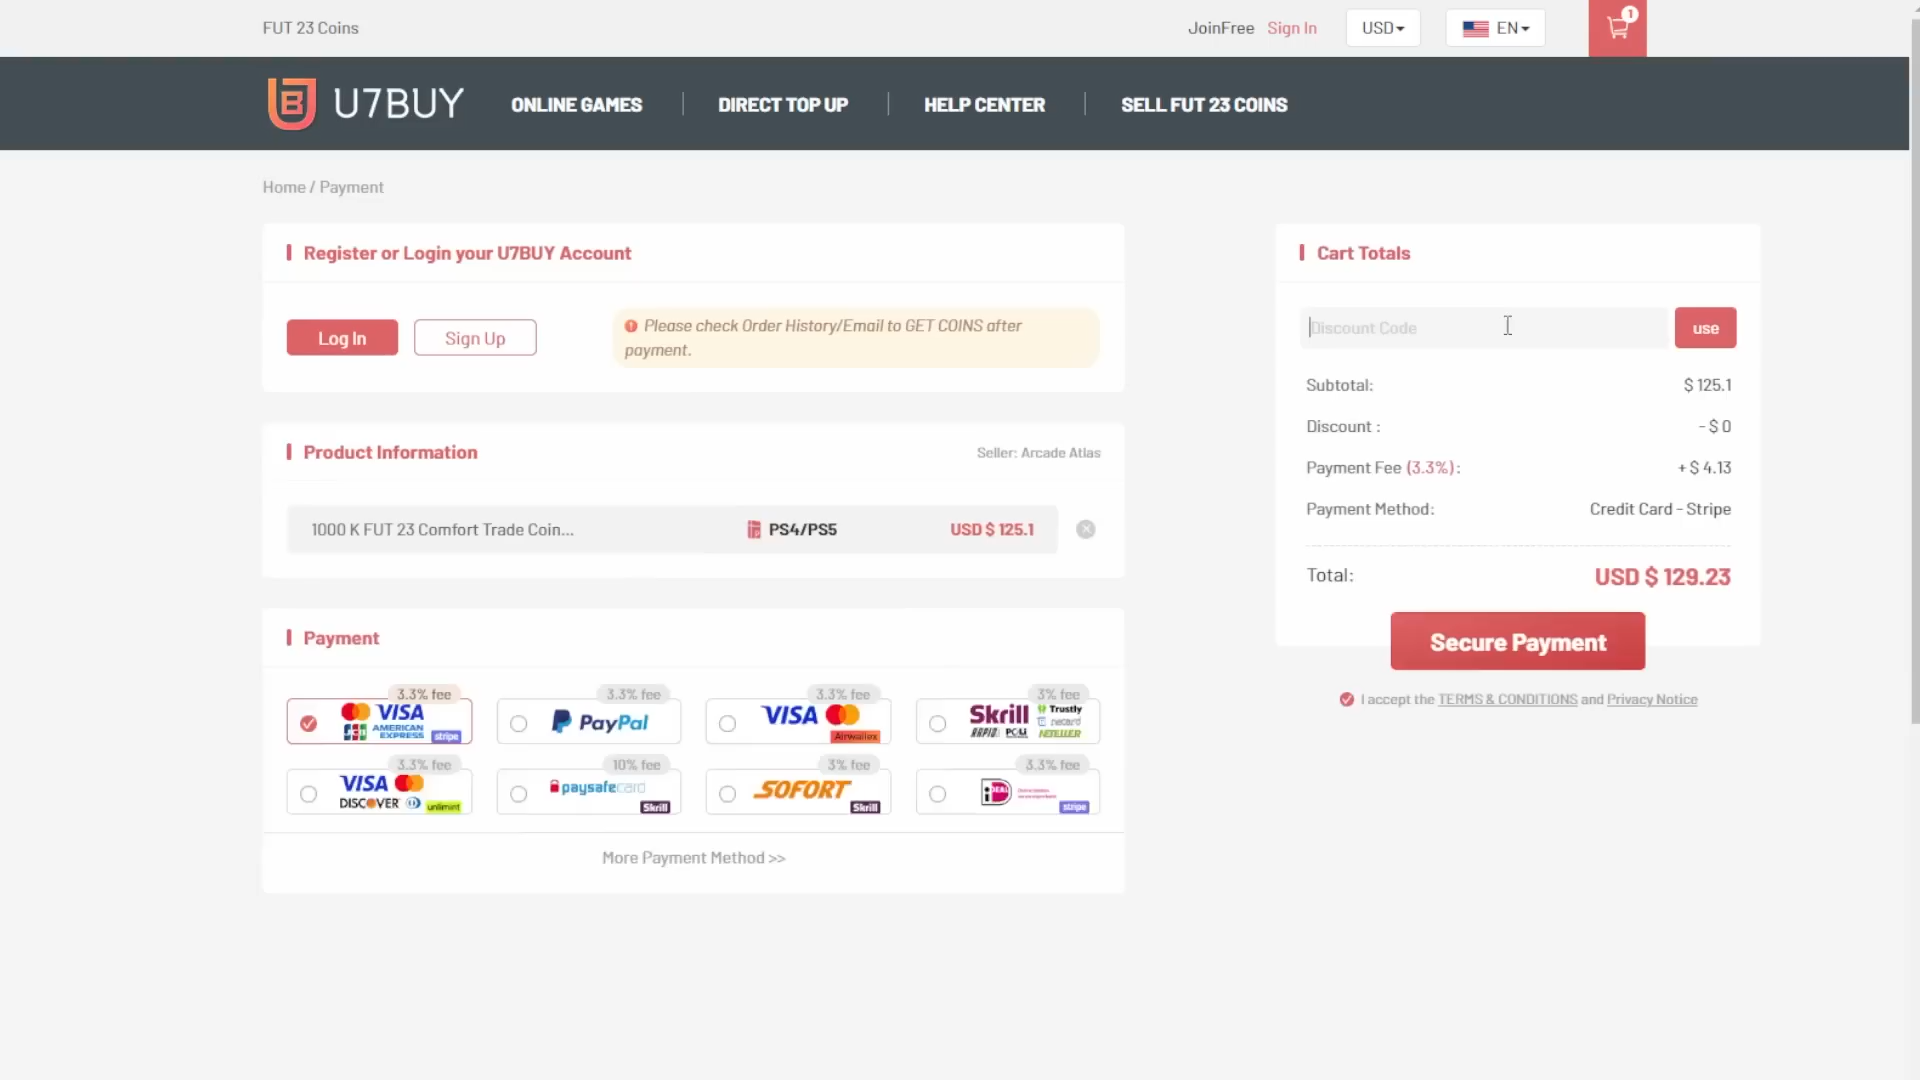 FUT 23 Coins
JoinFree Sign In
USD
EN
1
U7BUY
ONLINE GAMES
DIRECT TOP UP
HELP CENTER
SELL FUT 23 COINS
Home / Payment
Register or Login your U7BUY Account
Log In
Sign Up
Please check Order History/Email to GET COINS after
payment.
Product Information
Seller: Arcade Atlas
1000 K FUT 23 Comfort Trade Coin...
PS4/PS5
USD $ 125.1
Payment
3.3% fee
VISA
JCB AMERICAN EXPRESS stripe
3.3% fee
PayPal
3.3% fee
VISA
Airwallex
3% fee
Skrill Trustly
RAPID POLi NETELLER
3.3% fee
VISA
DISCOVER unlimint
10% fee
paysafecard
Skrill
3% fee
SOFORT
Skrill
3.3% fee
iDEAL
stripe
More Payment Method >>
Cart Totals
Discount Code
use
Subtotal: $ 125.1
Discount : - $ 0
Payment Fee (3.3%) : + $ 4.13
Payment Method: Credit Card - Stripe
Total: USD $ 129.23
Secure Payment
I accept the TERMS & CONDITIONS and Privacy Notice